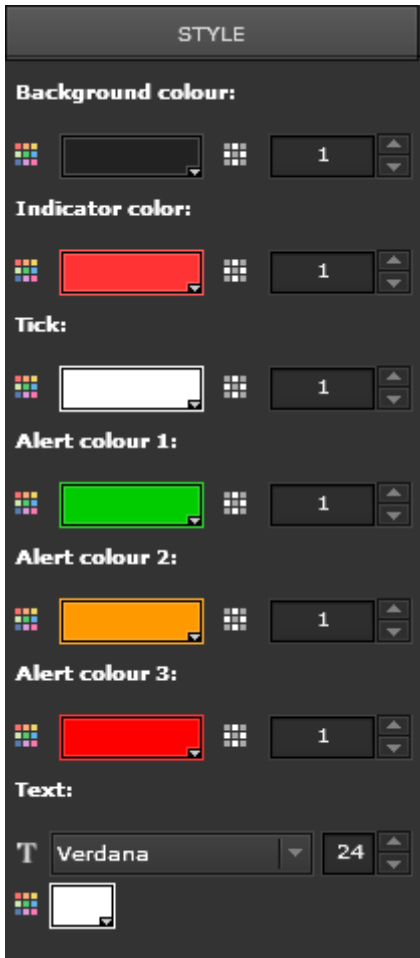 STYLE
Background colour:
1
Indicator color:
1
Tick:
1
Alert colour 1:
1
Alert colour 2:
1
Alert colour 3:
1
Text:
T Verdana 24